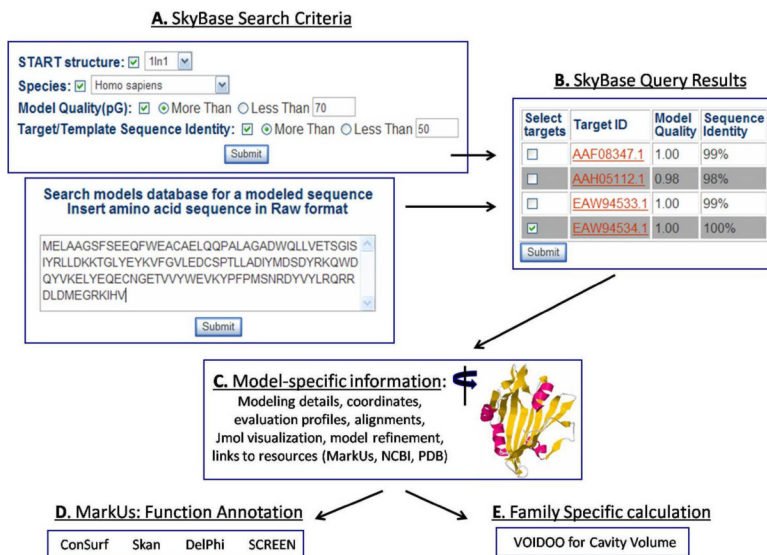 A. SkyBase Search Criteria
START structure: 1ln1
Species: Homo sapiens
Model Quality(pG): More Than Less Than 70
Target/Template Sequence Identity: More Than Less Than 50
Submit
Search models database for a modeled sequence
Insert amino acid sequence in Raw format
MELAAGSFSEEQFWEACAELQQPALAGADWQLLVETSGIS
IYRLLDKKTGLYEYKVFGVLEDCSPTLLADIYMDSDYRKQWD
QYVKELYEQECNGETVVYWEVKYPFPMSNRDYVYLRQRR
DLDMEGRKIHV
Submit
B. SkyBase Query Results
Select targets Target ID Model Quality Sequence Identity
AAF08347.1 1.00 99%
AAH05112.1 0.98 98%
EAW94533.1 1.00 99%
EAW94534.1 1.00 100%
Submit
C. Model-specific information:
Modeling details, coordinates,
evaluation profiles, alignments,
Jmol visualization, model refinement,
links to resources (MarkUs, NCBI, PDB)
D. MarkUs: Function Annotation
ConSurf Skan DelPhi SCREEN
E. Family Specific calculation
VOIDOO for Cavity Volume